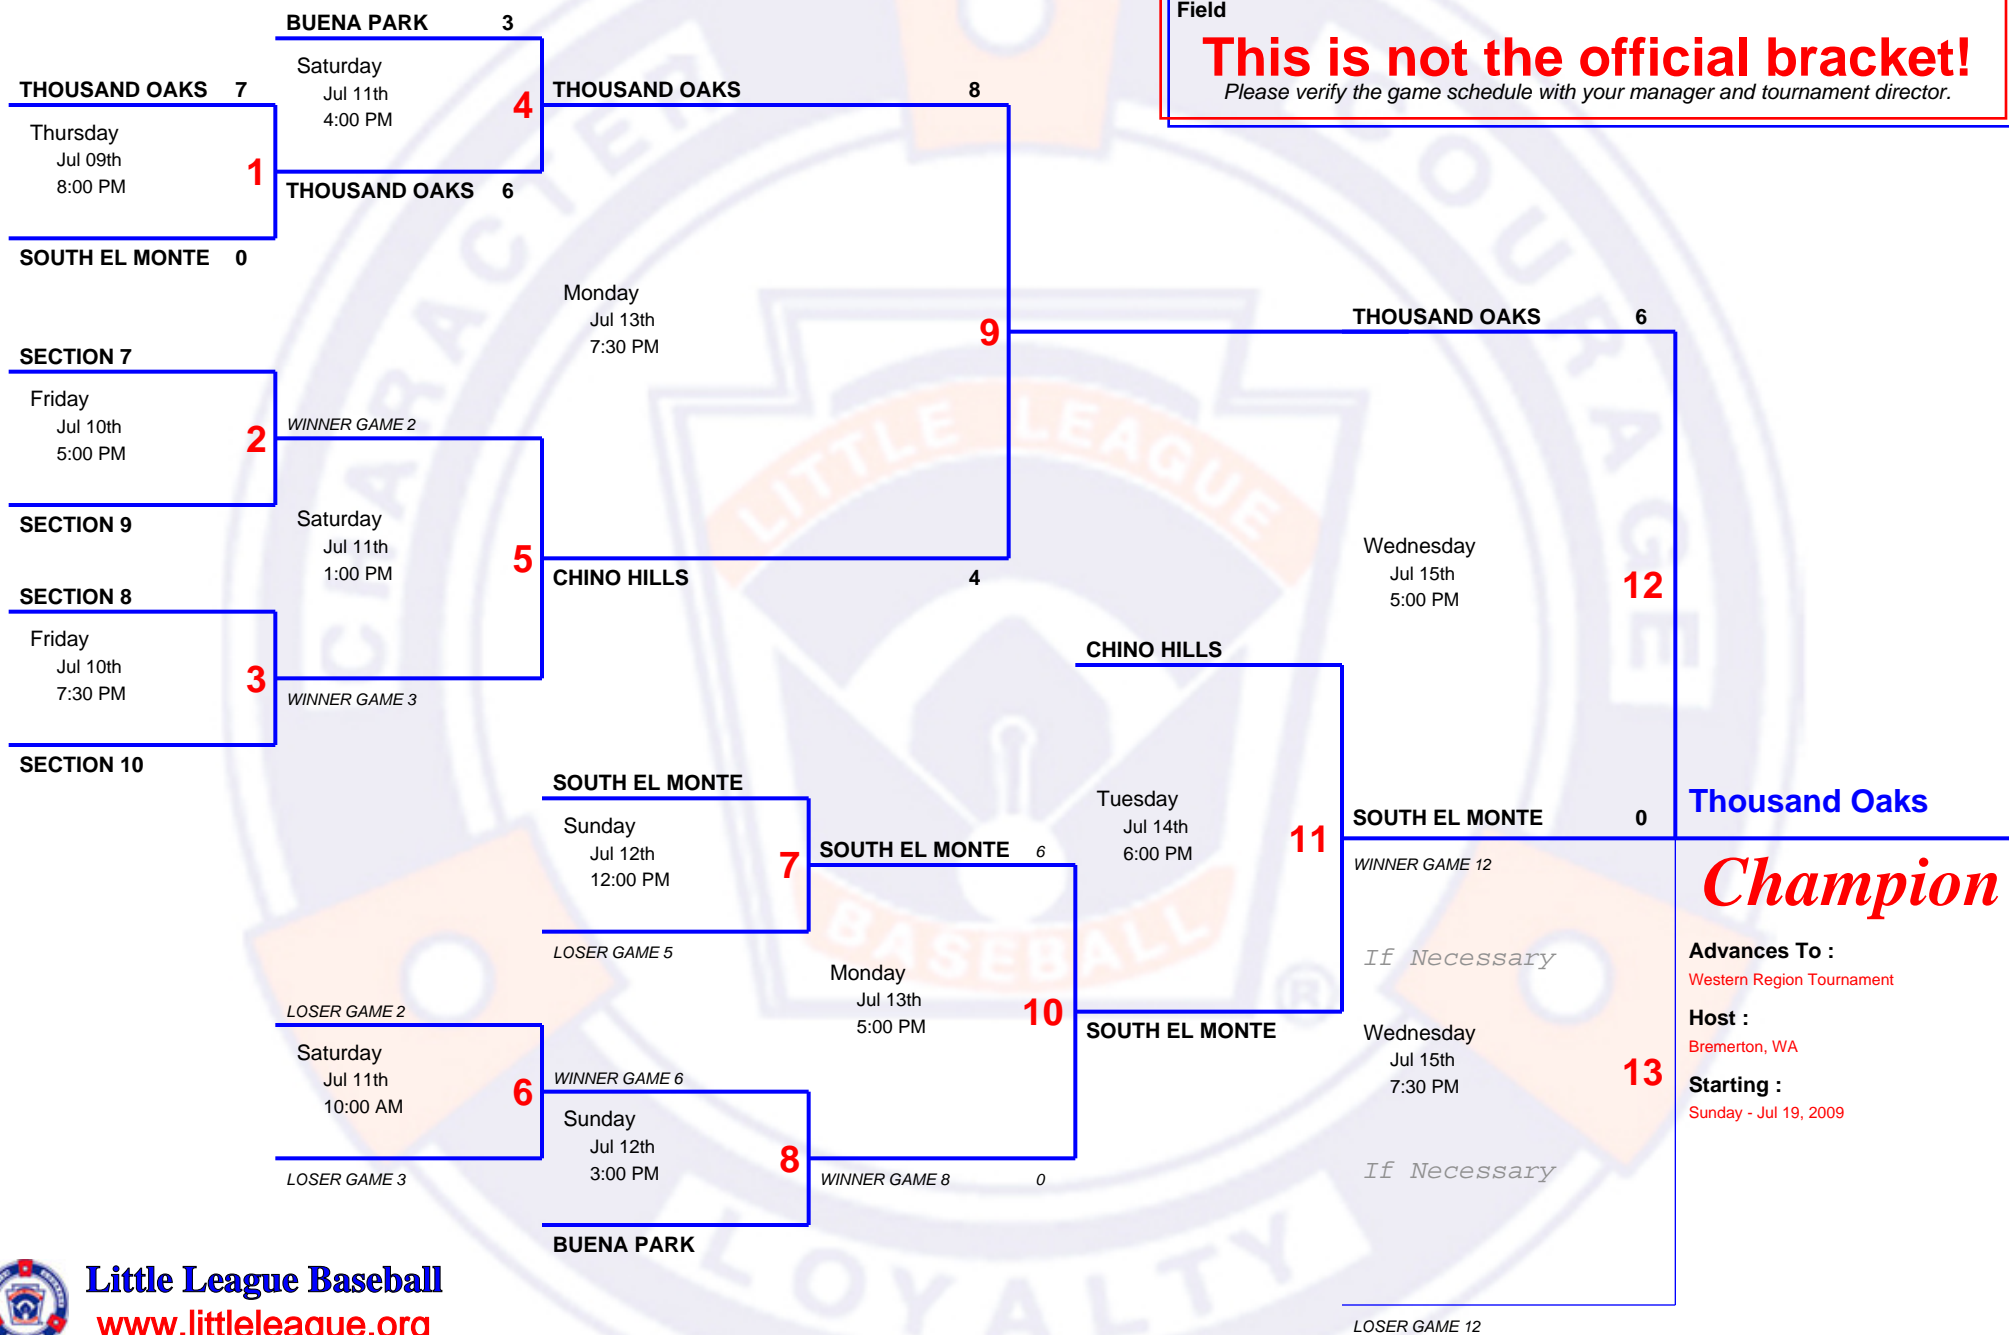 Field
This is not the official bracket!
Please verify the game schedule with your manager and tournament director.
BUENA PARK 3
Saturday
Jul 11th
4:00 PM
4
THOUSAND OAKS 6
THOUSAND OAKS 7
Thursday
Jul 09th
8:00 PM
1
SOUTH EL MONTE 0
THOUSAND OAKS 8
Monday
Jul 13th
7:30 PM
9
CHINO HILLS 4
SECTION 7
Friday
Jul 10th
5:00 PM
2
SECTION 9
WINNER GAME 2
Saturday
Jul 11th
1:00 PM
5
WINNER GAME 3
SECTION 8
Friday
Jul 10th
7:30 PM
3
SECTION 10
THOUSAND OAKS 6
Wednesday
Jul 15th
5:00 PM
12
SOUTH EL MONTE 0
CHINO HILLS
Tuesday
Jul 14th
6:00 PM
11
SOUTH EL MONTE
SOUTH EL MONTE
Sunday
Jul 12th
12:00 PM
7
LOSER GAME 5
SOUTH EL MONTE 6
Monday
Jul 13th
5:00 PM
10
WINNER GAME 8 0
LOSER GAME 2
Saturday
Jul 11th
10:00 AM
6
LOSER GAME 3
WINNER GAME 6
Sunday
Jul 12th
3:00 PM
8
BUENA PARK
WINNER GAME 12
If Necessary
Wednesday
Jul 15th
7:30 PM
13
If Necessary
LOSER GAME 12
Thousand Oaks
Champion
Advances To :
Western Region Tournament
Host :
Bremerton, WA
Starting :
Sunday - Jul 19, 2009
Little League Baseball
www.littleleague.org
CHARACTER
COURAGE
LOYALTY
LITTLE LEAGUE
BASEBALL
®